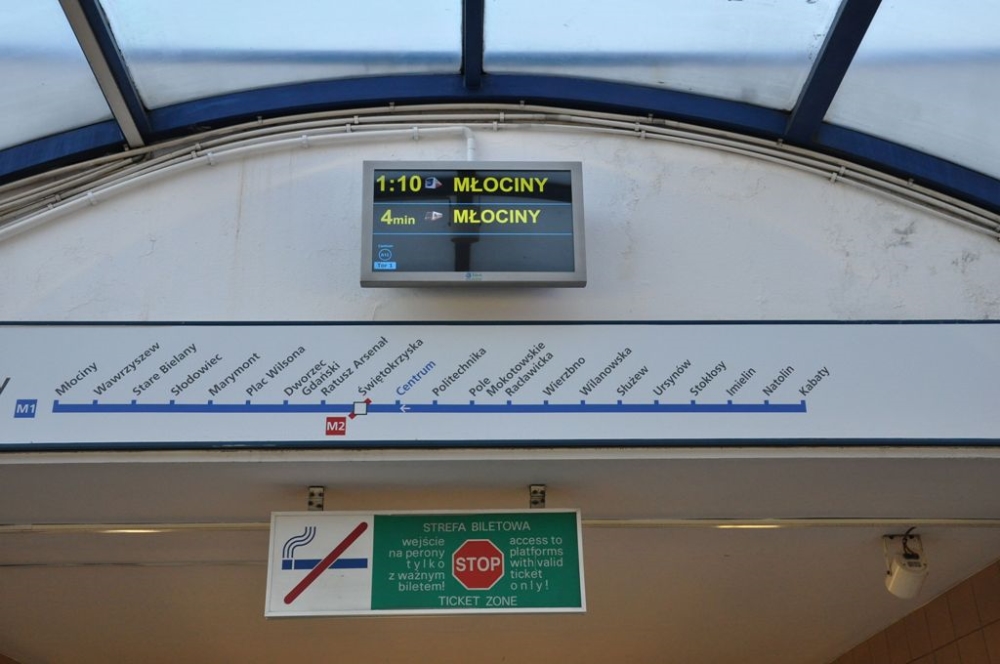 1:10 MŁOCINY
4min MŁOCINY
Tor 1
M1
Młociny
Wawrzyszew
Stare Bielany
Słodowiec
Marymont
Plac Wilsona
Dworzec
Gdański
Ratusz Arsenał
Świętokrzyska
Centrum
Politechnika
Pole
Mokotowskie
Racławicka
Wierzbno
Wilanowska
Służew
Ursynów
Stokłosy
Imielin
Natolin
Kabaty
M2
STREFA BILETOWA
wejście
na perony
tylko
z ważnym
biletem!
STOP
access to
platforms
with valid
ticket
only!
TICKET ZONE